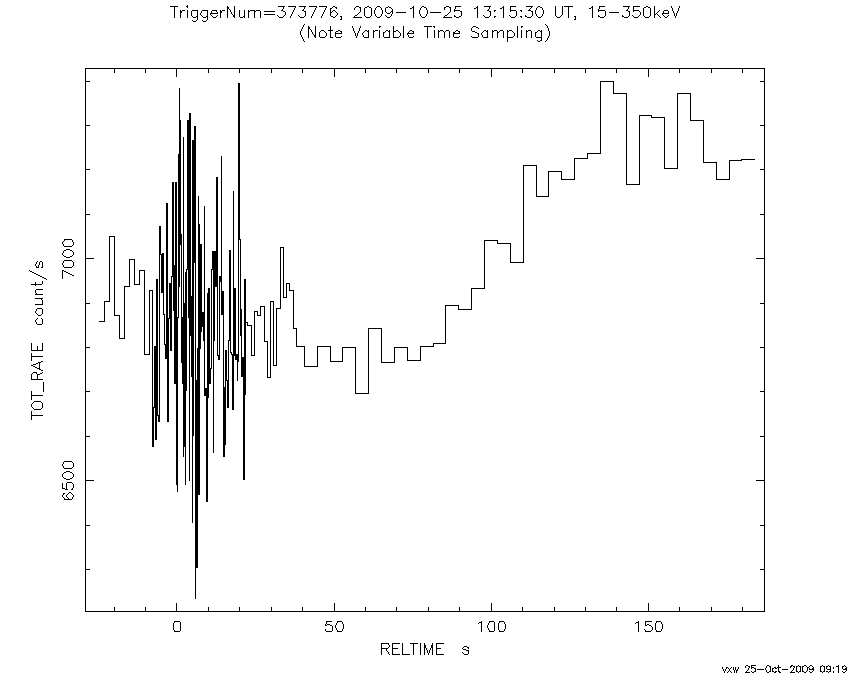 TriggerNum=373776, 2009-10-25 13:15:30 UT, 15-350keV
(Note Variable Time Sampling)
TOT_RATE count/s
7000
6500
0 50 100 150
RELTIME s
vxw 25-Oct-2009 09:19